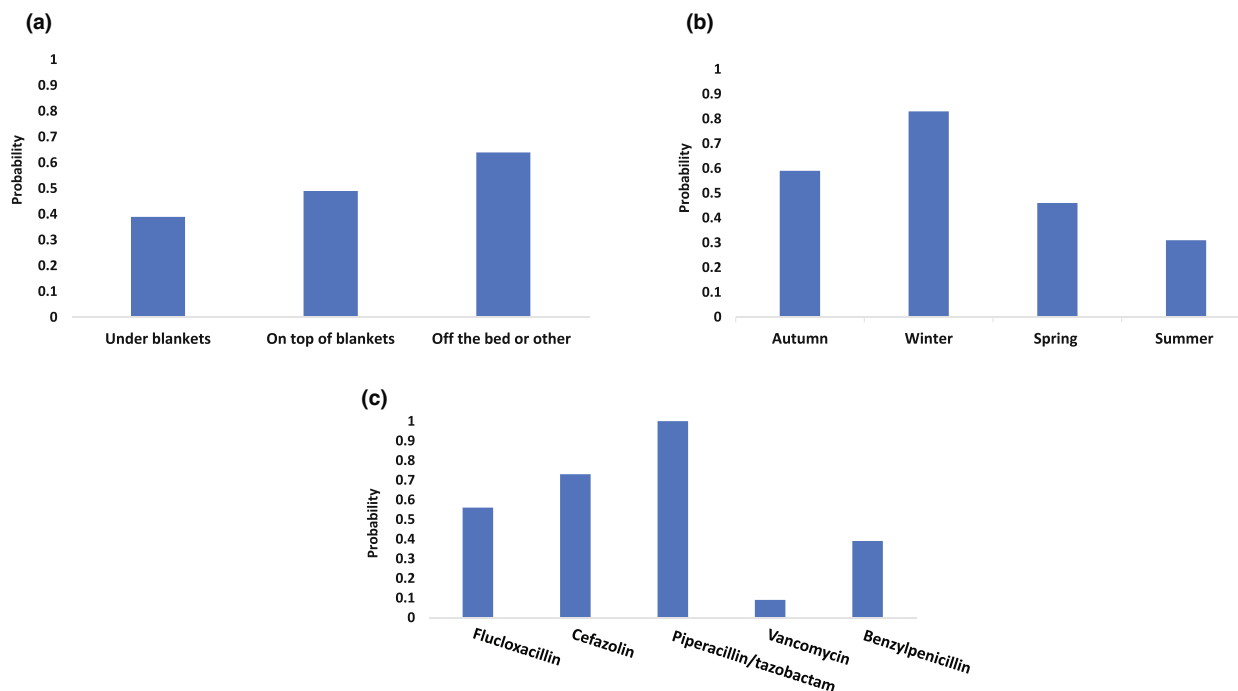 (a)
1
0.9
0.8
0.7
0.6
0.5
0.4
0.3
0.2
0.1
0
Probability
Under blankets
On top of blankets
Off the bed or other
(b)
1
0.9
0.8
0.7
0.6
0.5
0.4
0.3
0.2
0.1
0
Probability
Autumn
Winter
Spring
Summer
(c)
1
0.9
0.8
0.7
0.6
0.5
0.4
0.3
0.2
0.1
0
Probability
Flucloxacillin
Cefazolin
Piperacillin/tazobactam
Vancomycin
Benzylpenicillin